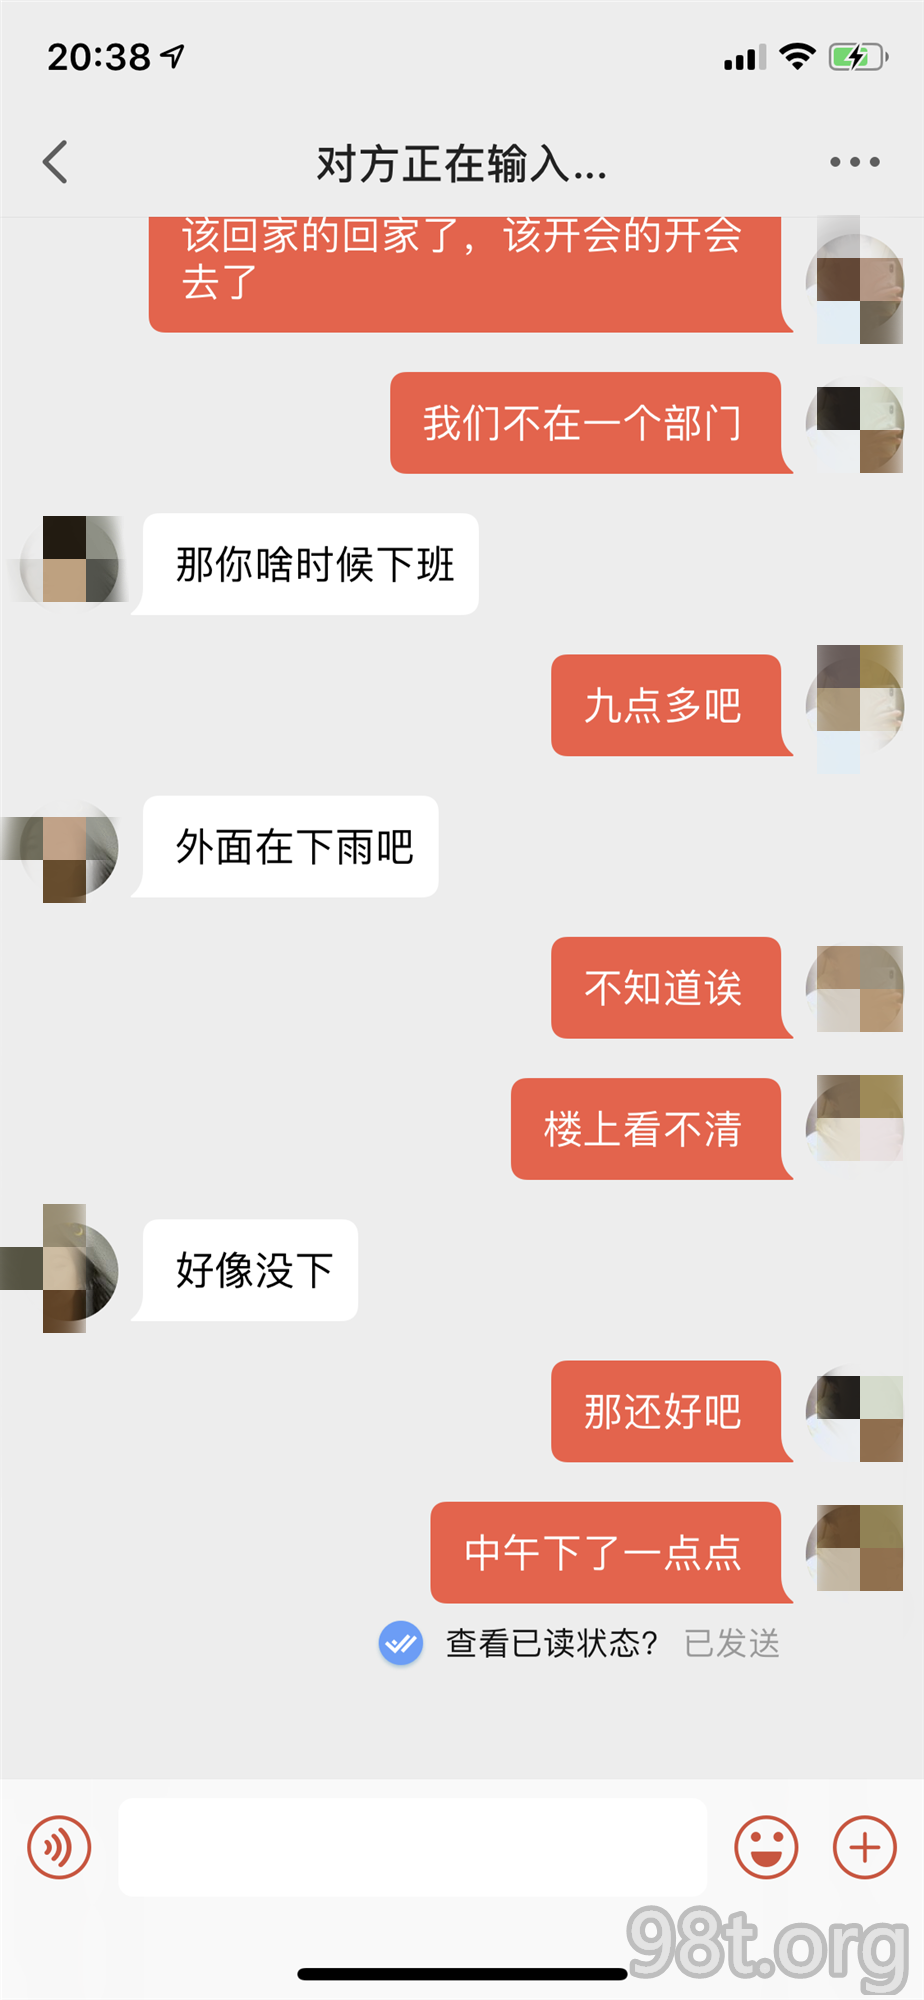 20:38
对方正在输入...
该回家的回家了，该开会的开会
去了
我们不在一个部门
那你啥时候下班
九点多吧
外面在下雨吧
不知道诶
楼上看不清
好像没下
那还好吧
中午下了一点点
查看已读状态? 已发送
98t.org